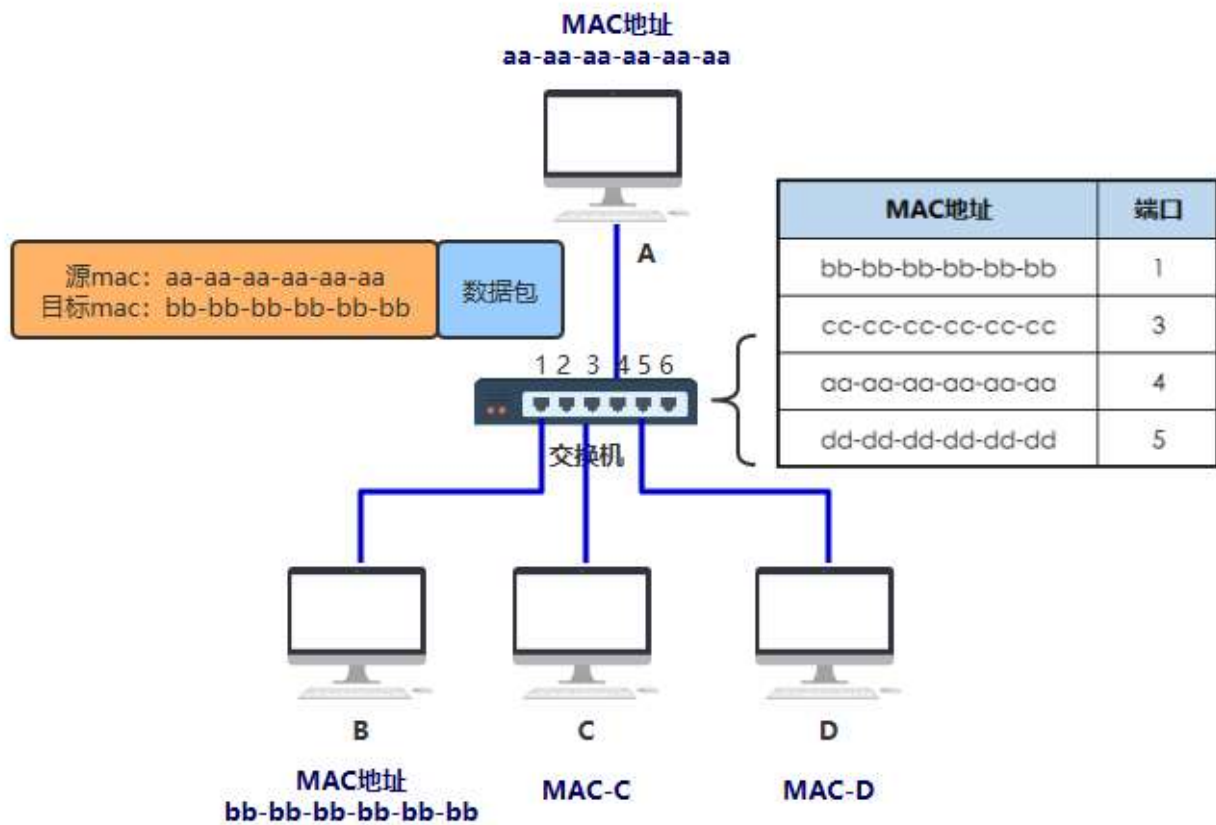 MAC地址
aa-aa-aa-aa-aa-aa
A
源mac：aa-aa-aa-aa-aa-aa
目标mac：bb-bb-bb-bb-bb-bb
数据包
MAC地址 端口
bb-bb-bb-bb-bb-bb 1
cc-cc-cc-cc-cc-cc 3
aa-aa-aa-aa-aa-aa 4
dd-dd-dd-dd-dd-dd 5
1 2 3 4 5 6
交换机
B C D
MAC地址
bb-bb-bb-bb-bb-bb
MAC-C
MAC-D